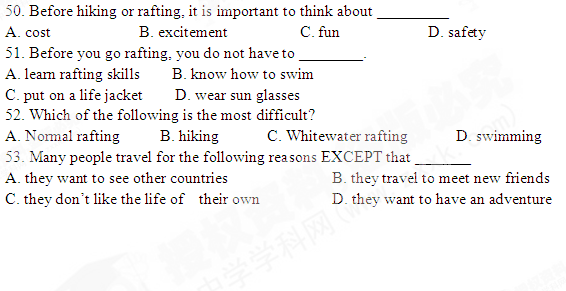 50. Before hiking or rafting, it is important to think about __________
A. cost B. excitement C. fun D. safety
51. Before you go rafting, you do not have to _________.
A. learn rafting skills B. know how to swim
C. put on a life jacket D. wear sun glasses
52. Which of the following is the most difficult?
A. Normal rafting B. hiking C. Whitewater rafting D. swimming
53. Many people travel for the following reasons EXCEPT that ________
A. they want to see other countries B. they travel to meet new friends
C. they don't like the life of their own D. they want to have an adventure